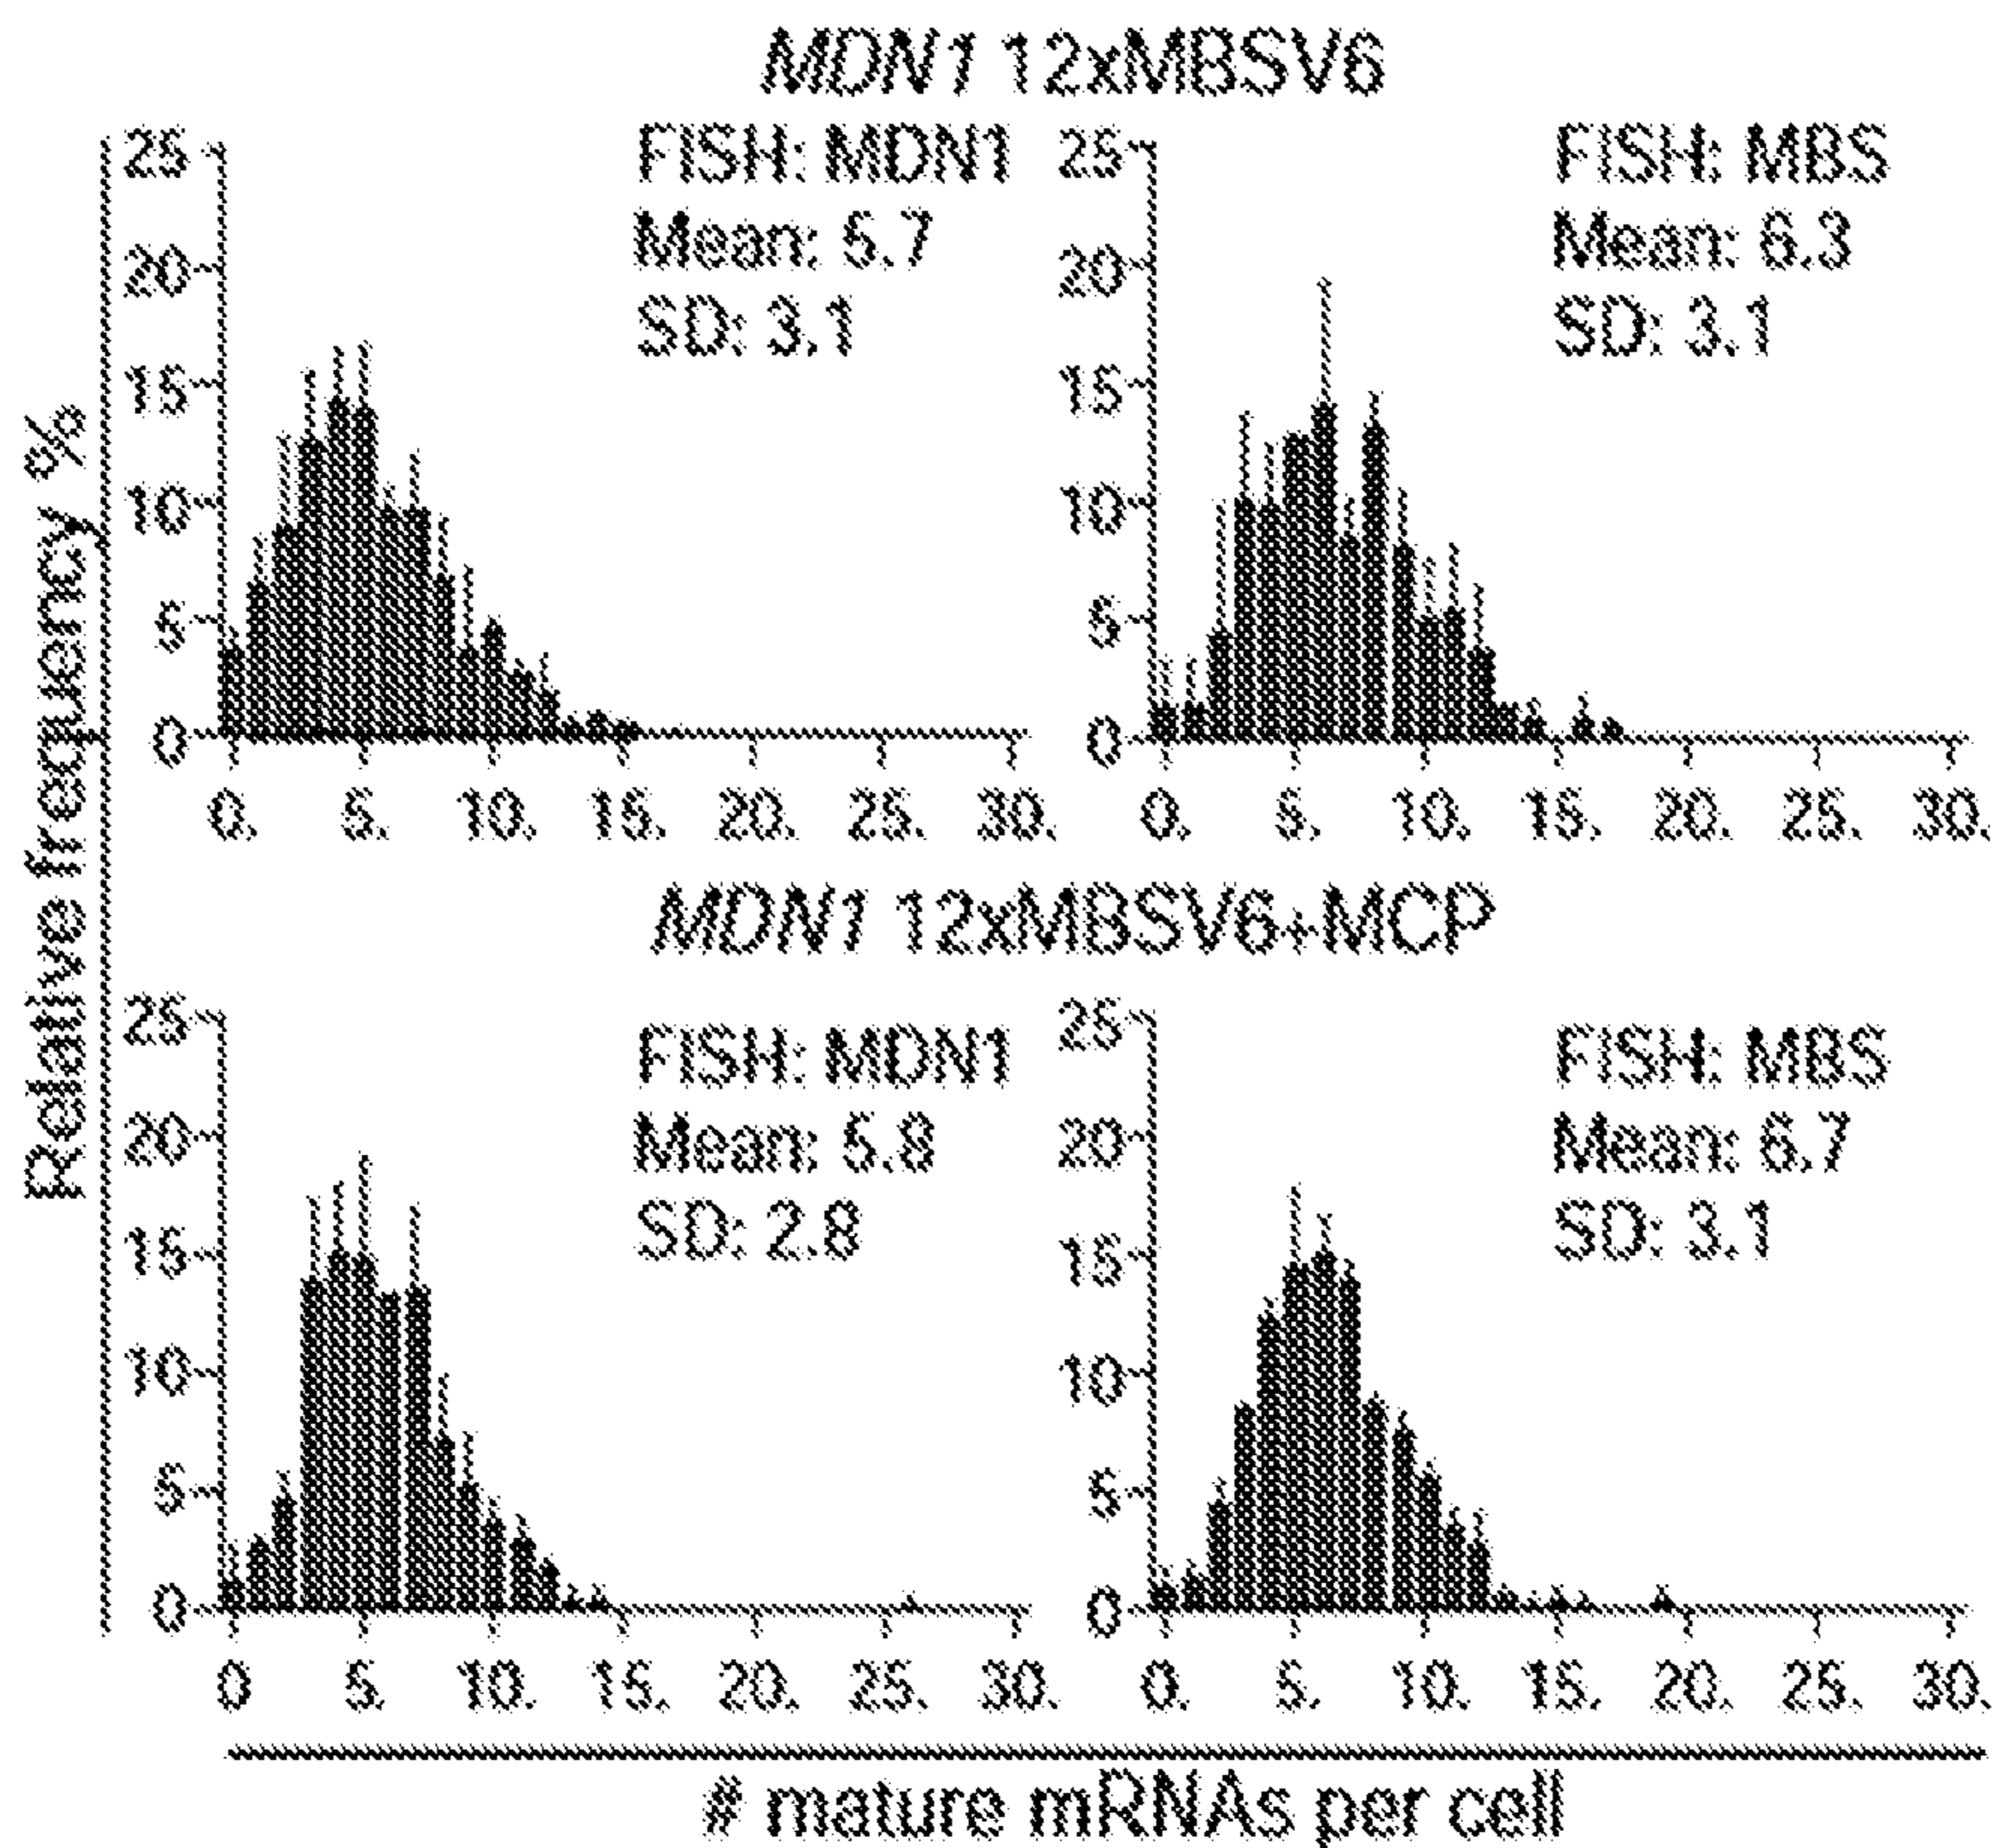 MDN1 12xMBSV6
FISH: MDN1
Mean: 5.7
SD: 3.1
25
20
15
10
5
0
0. 5. 10. 15. 20. 25. 30.
FISH: MBS
Mean: 6.3
SD: 3.1
25
20
15
10
5
0
0. 5. 10. 15. 20. 25. 30.
Relative frequency %
MDN1 12xMBSV6+MCP
FISH: MDN1
Mean: 5.8
SD: 2.8
25
20
15
10
5
0
0 5. 10. 15. 20. 25. 30.
FISH: MBS
Mean: 6.7
SD: 3.1
25
20
15
10
5
0
0. 5. 10. 15. 20. 25. 30.
# mature mRNAs per cell